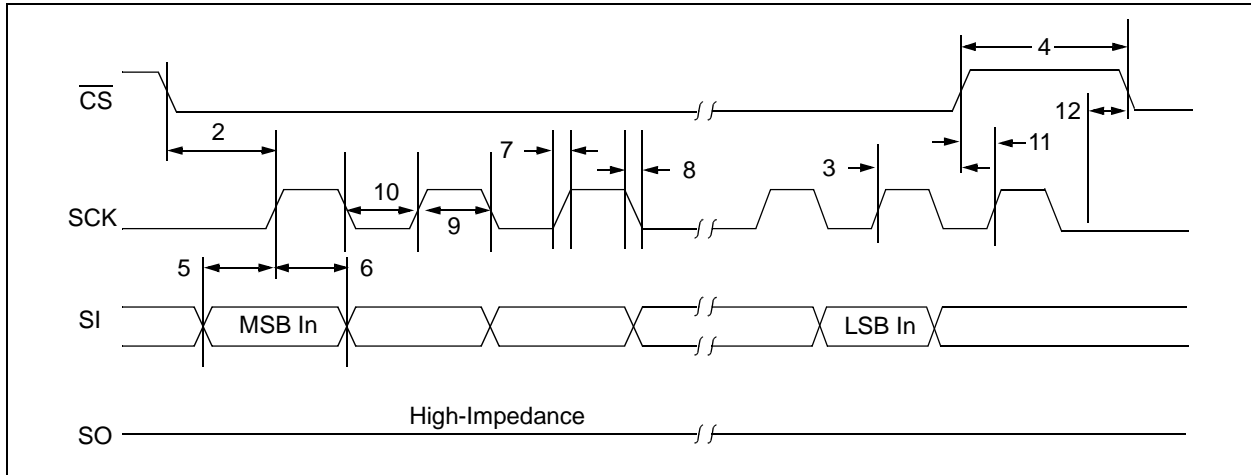 4
CS
12
2
7
11
8
3
10
SCK
9
5
6
SI
MSB In
LSB In
High-Impedance
SO